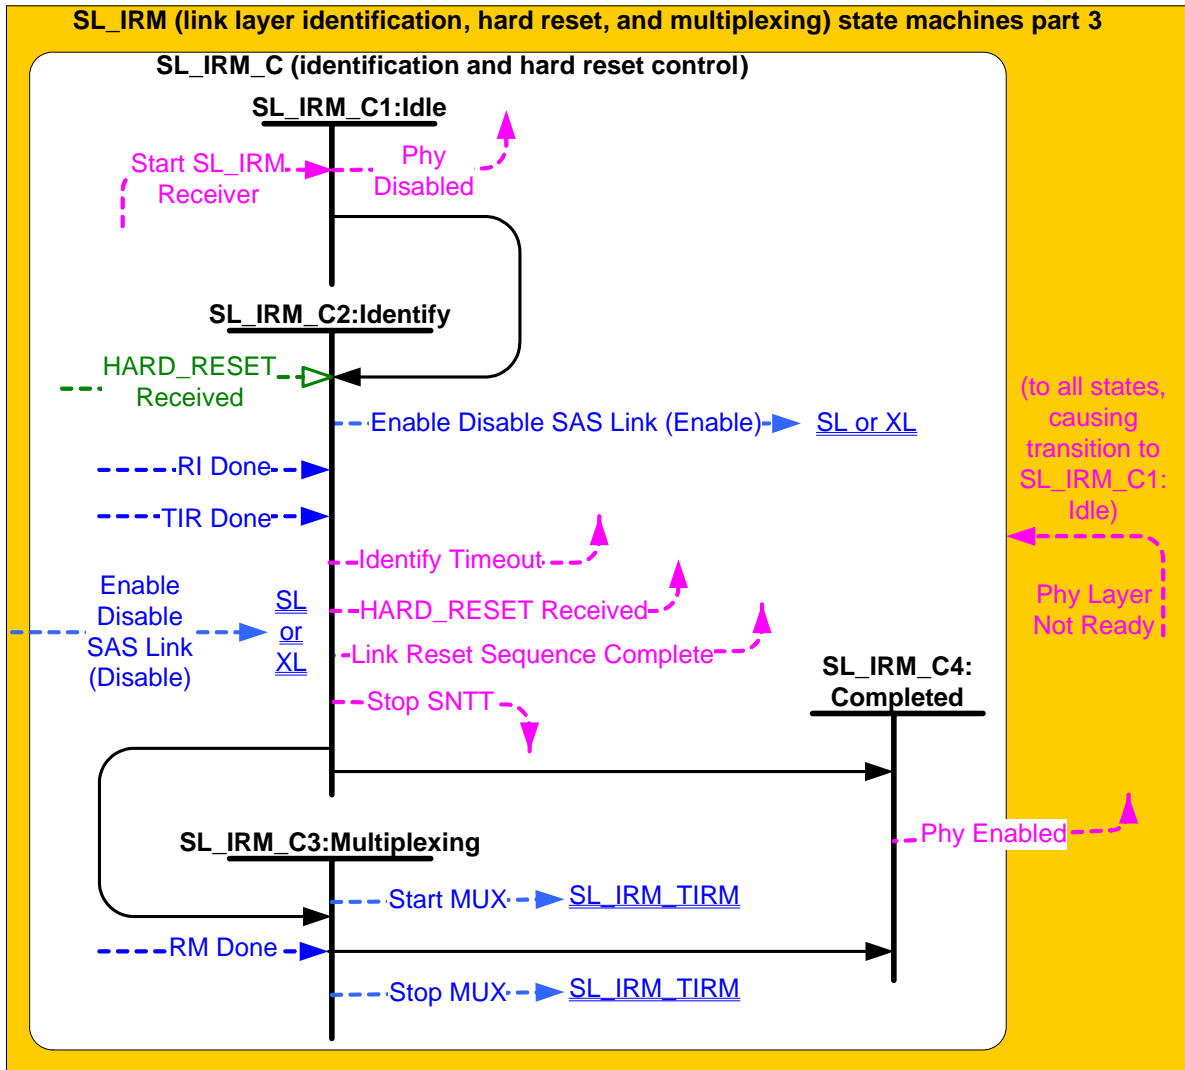 SL_IRM (link layer identification, hard reset, and multiplexing) state machines part 3
SL_IRM_C (identification and hard reset control)
SL_IRM_C1:Idle
Start SL_IRM
Receiver
Phy
Disabled
SL_IRM_C2:Identify
HARD_RESET
Received
Enable Disable SAS Link (Enable)
SL or XL
RI Done
TIR Done
Identify Timeout
Enable
Disable
SAS Link
(Disable)
SL
or
XL
HARD_RESET Received
Link Reset Sequence Complete
Stop SNTT
(to all states,
causing
transition to
SL_IRM_C1:
Idle)
Phy Layer
Not Ready
SL_IRM_C4:
Completed
Phy Enabled
SL_IRM_C3:Multiplexing
Start MUX
SL_IRM_TIRM
RM Done
Stop MUX
SL_IRM_TIRM